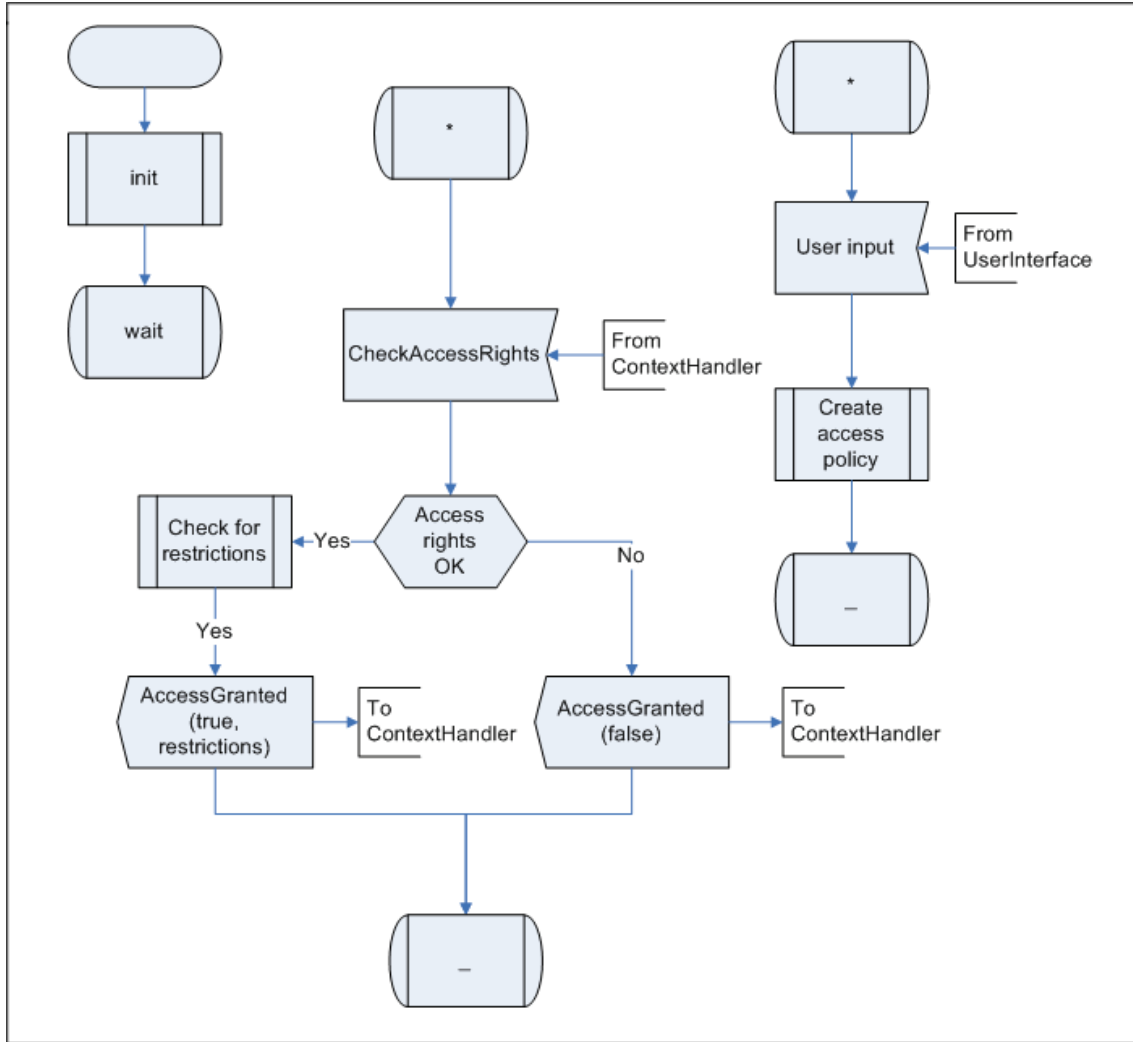 init
wait
*
CheckAccessRights
From
ContextHandler
Access
rights
OK
Yes
No
Check for
restrictions
Yes
AccessGranted
(true,
restrictions)
To
ContextHandler
AccessGranted
(false)
To
ContextHandler
_
*
User input
From
UserInterface
Create
access
policy
_